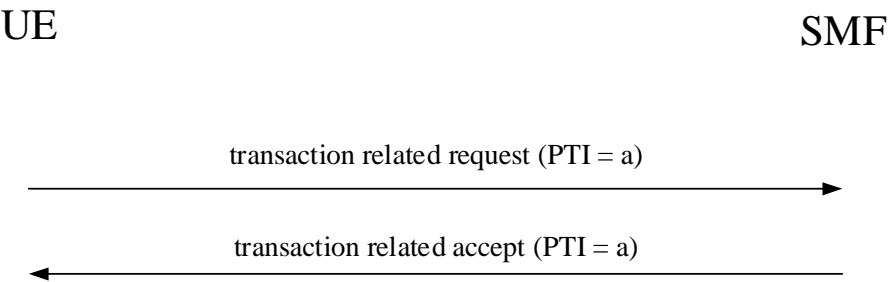 UE
SMF
transaction related request (PTI = a)
transaction related accept (PTI = a)